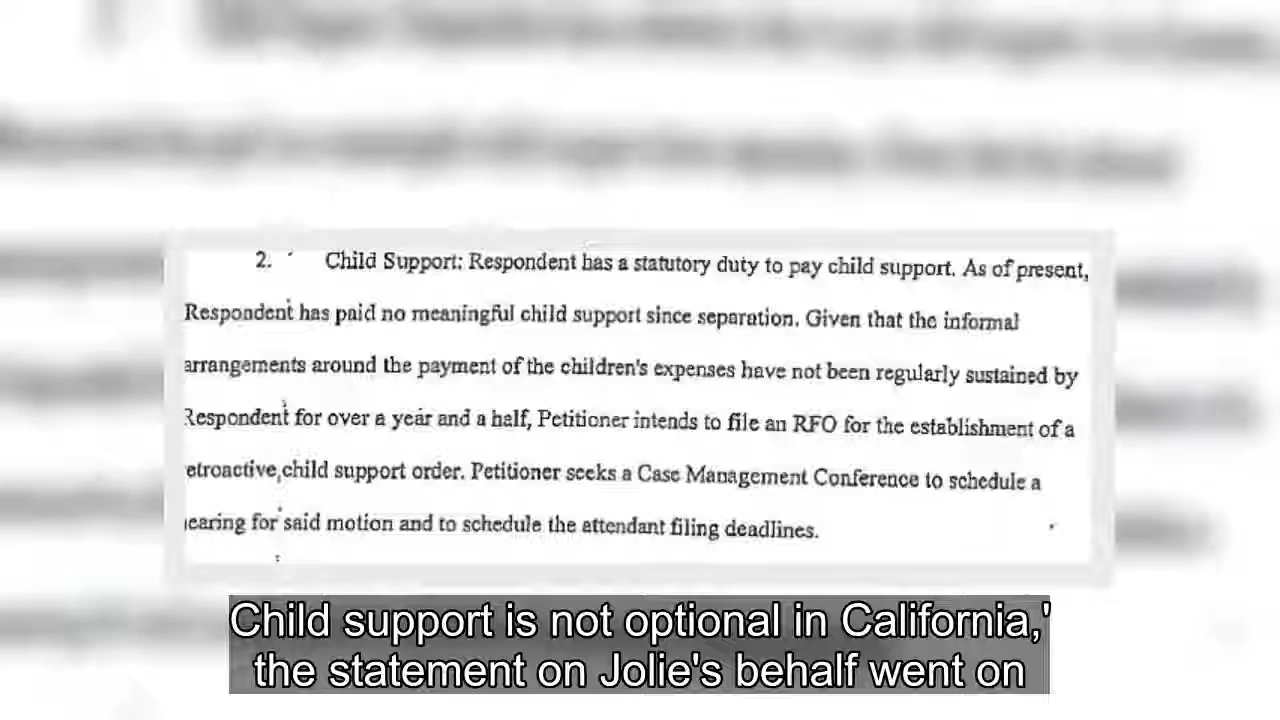 2. Child Support: Respondent has a statutory duty to pay child support. As of present,
Respondent has paid no meaningful child support since separation. Given that the informal
arrangements around the payment of the children's expenses have not been regularly sustained by
Respondent for over a year and a half, Petitioner intends to file an RFO for the establishment of a
etroactive child support order. Petitioner seeks a Case Management Conference to schedule a
earing for said motion and to schedule the attendant filing deadlines.
Child support is not optional in California,'
the statement on Jolie's behalf went on